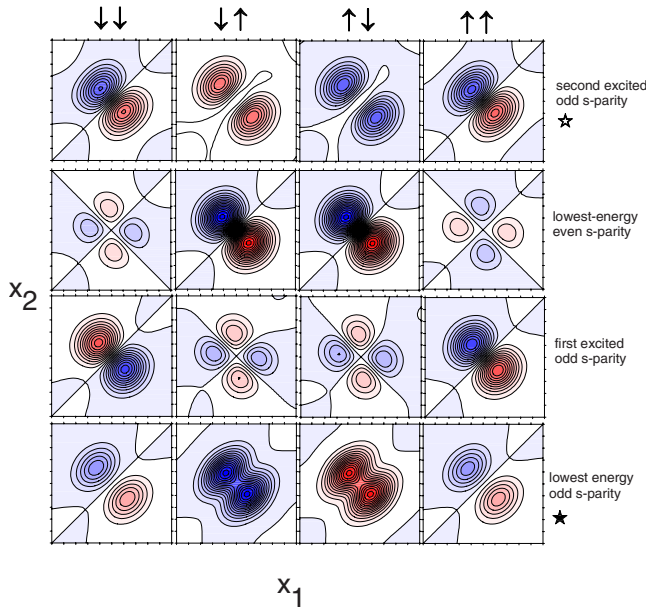 ↓↓ ↓↑ ↑↓ ↑↑
second excited
odd s-parity
☆
lowest-energy
even s-parity
x2
first excited
odd s-parity
lowest energy
odd s-parity
★
x1